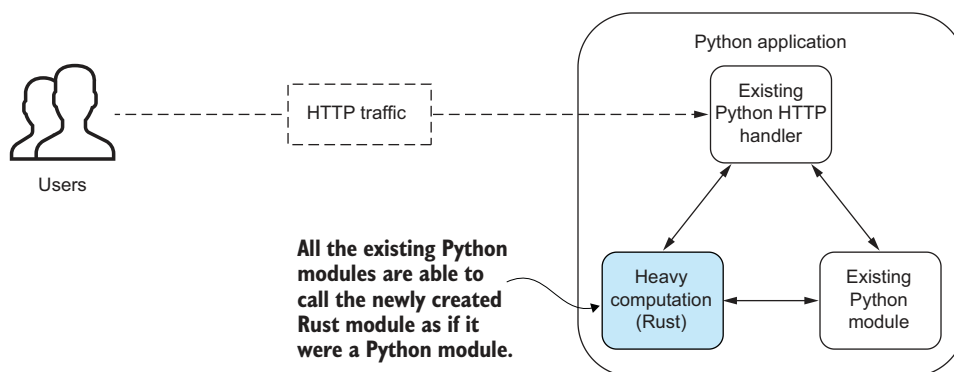 Python application
Existing
Python HTTP
handler
HTTP traffic
Users
All the existing Python
modules are able to
call the newly created
Rust module as if it
were a Python module.
Heavy
computation
(Rust)
Existing
Python
module